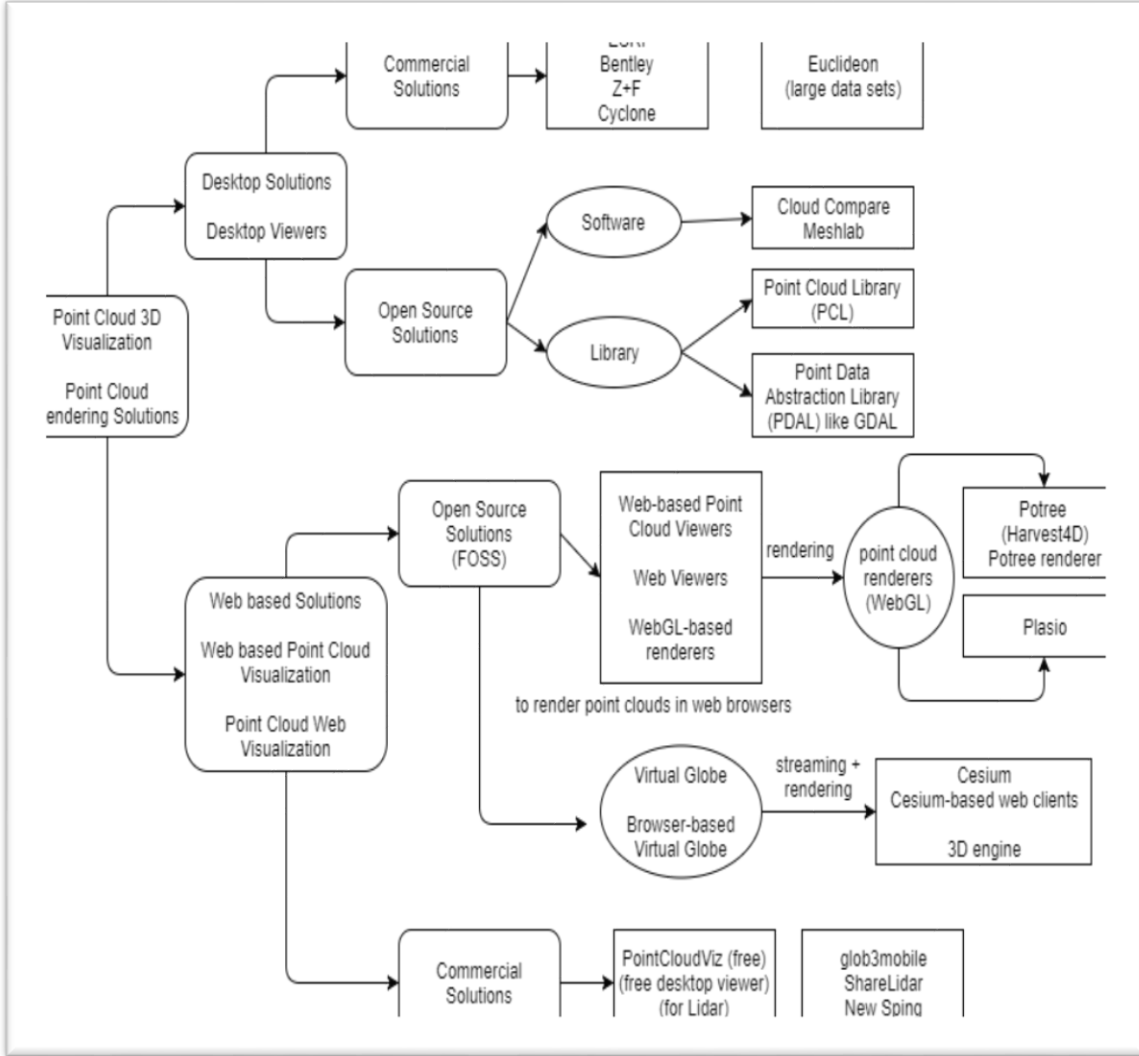 Commercial
Solutions
Bentley
Z+F
Cyclone
Euclideon
(large data sets)
Desktop Solutions
Desktop Viewers
Software
Cloud Compare
Meshlab
Open Source
Solutions
Library
Point Cloud Library
(PCL)
Point Data
Abstraction Library
(PDAL) like GDAL
Point Cloud 3D
Visualization
Point Cloud
endering Solutions
Open Source
Solutions
(FOSS)
Web-based Point
Cloud Viewers
Web Viewers
WebGL-based
renderers
rendering
point cloud
renderers
(WebGL)
Potree
(Harvest4D)
Potree renderer
Plasio
to render point clouds in web browsers
Web based Solutions
Web based Point Cloud
Visualization
Point Cloud Web
Visualization
Virtual Globe
Browser-based
Virtual Globe
streaming +
rendering
Cesium
Cesium-based web clients
3D engine
Commercial
Solutions
PointCloudViz (free)
(free desktop viewer)
(for Lidar)
glob3mobile
ShareLidar
New Sping